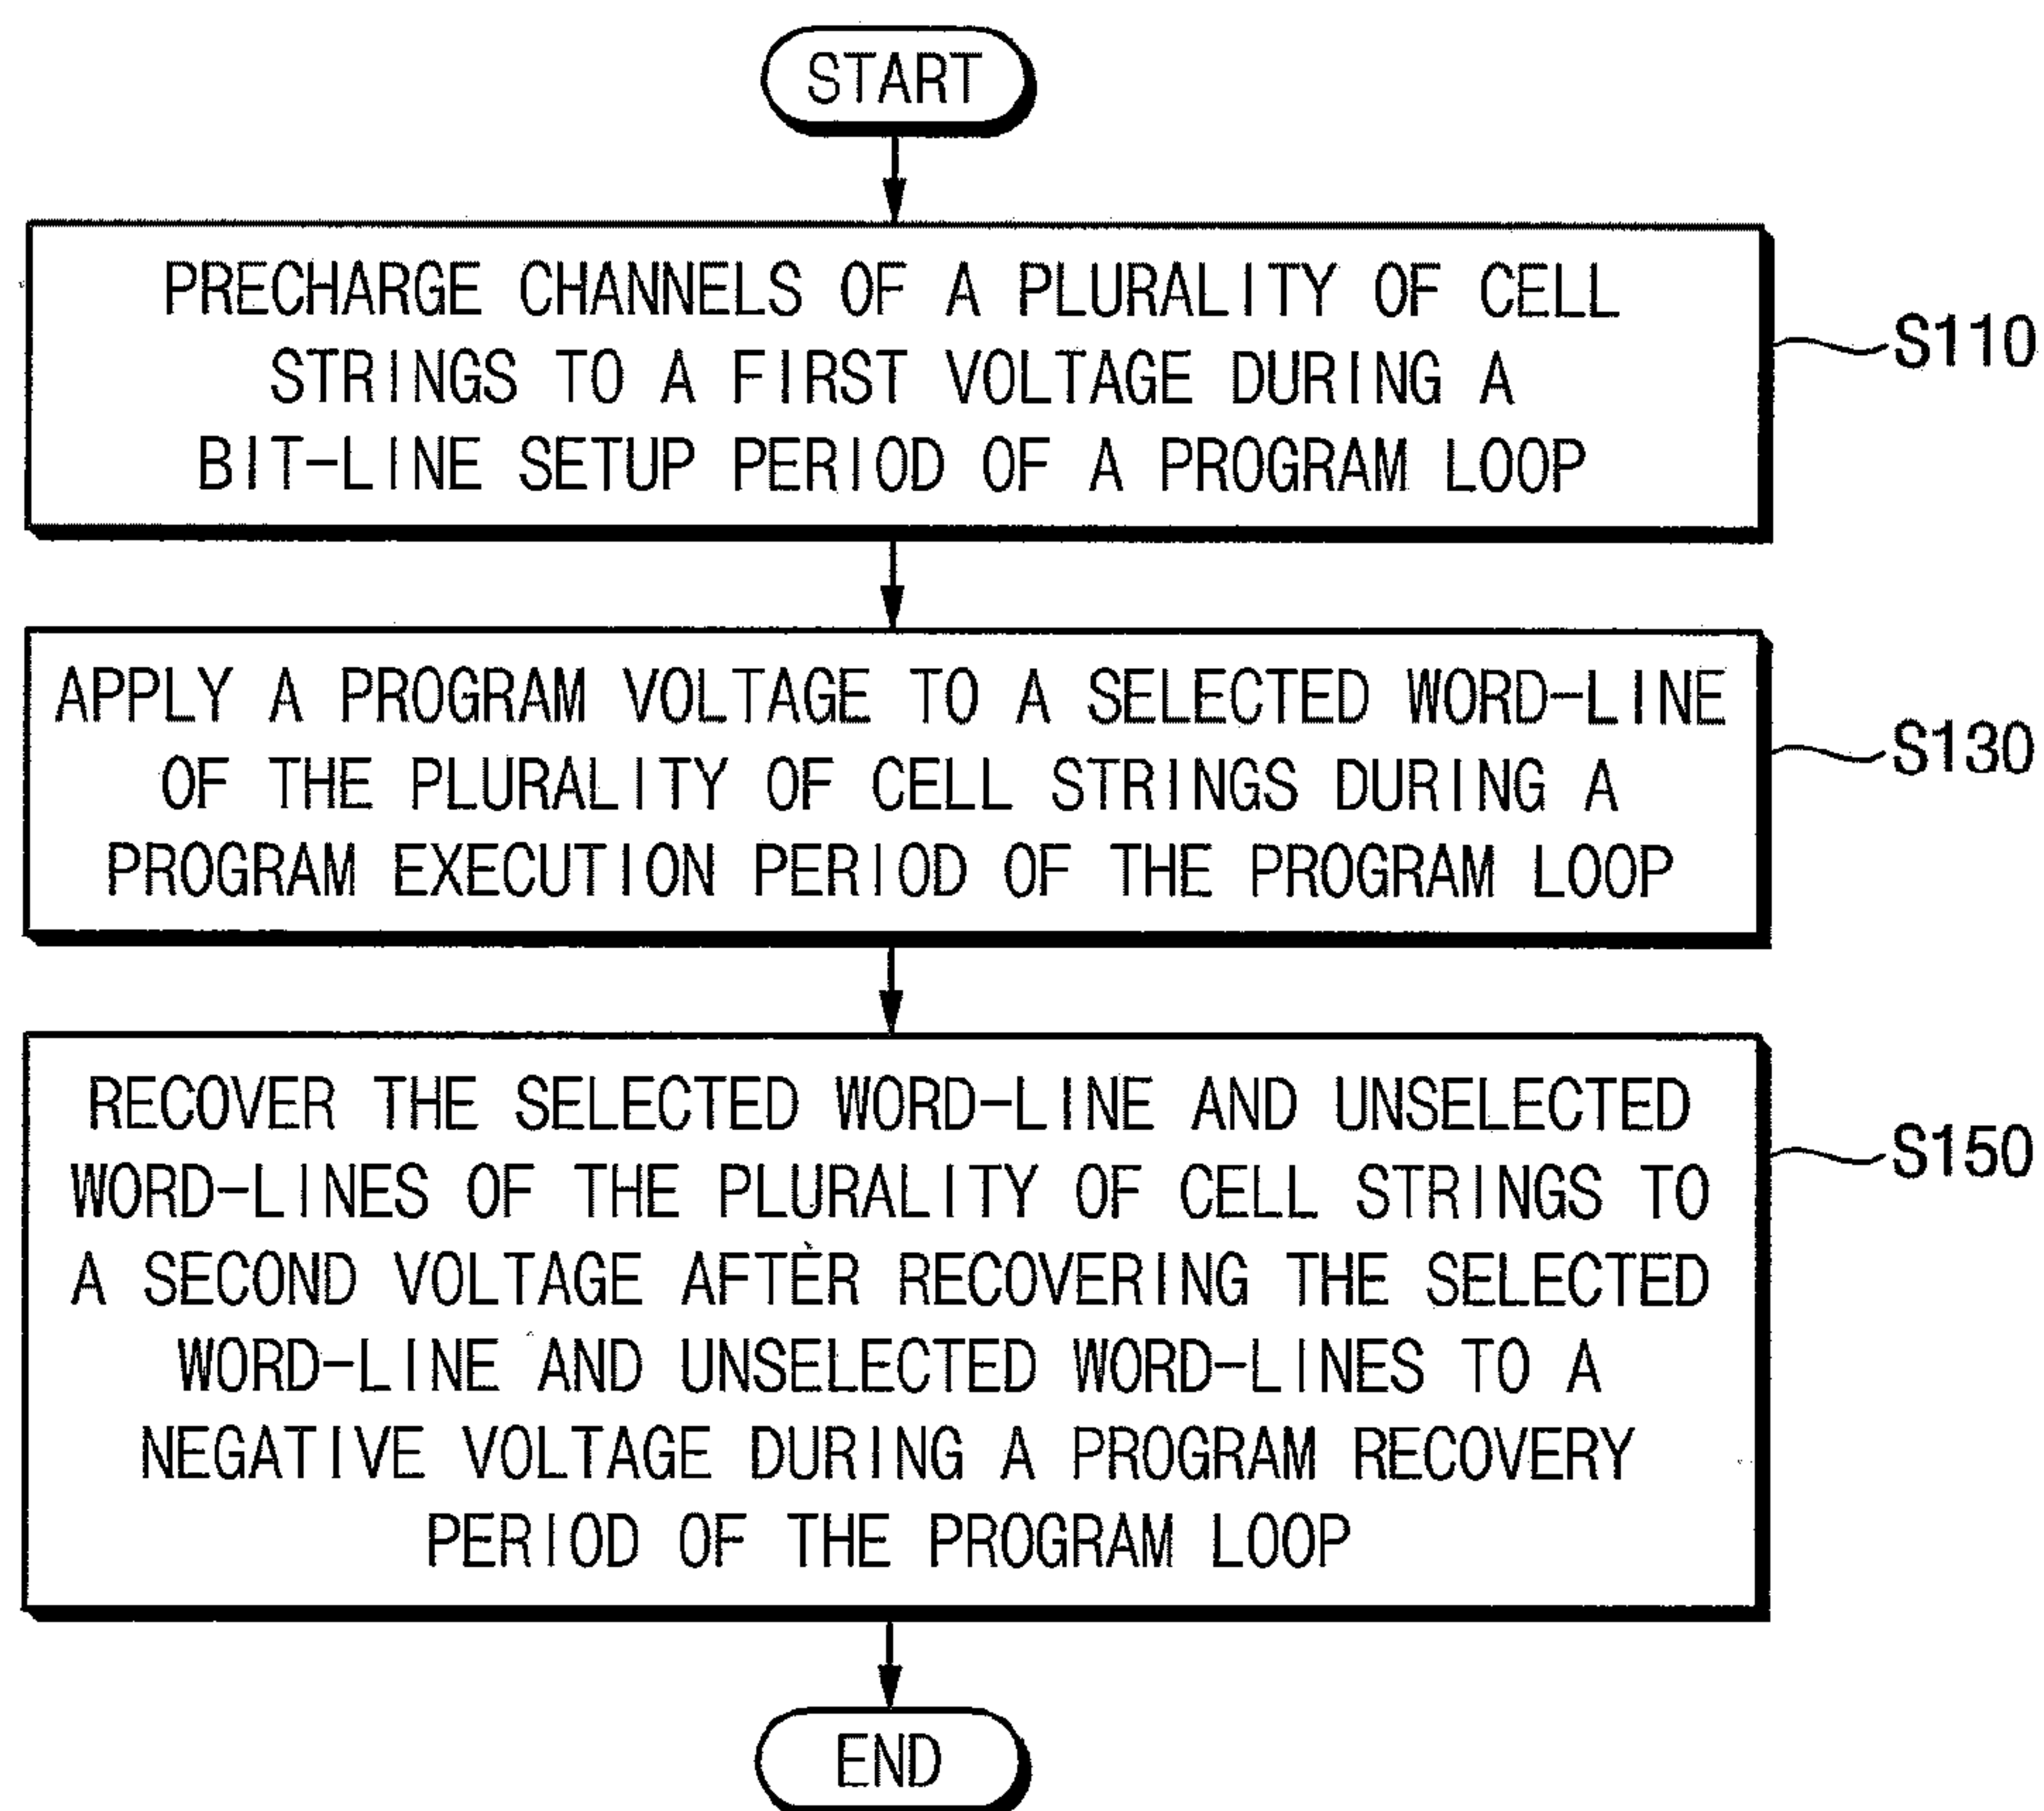 START
PRECHARGE CHANNELS OF A PLURALITY OF CELL
STRINGS TO A FIRST VOLTAGE DURING A
BIT-LINE SETUP PERIOD OF A PROGRAM LOOP
S110
APPLY A PROGRAM VOLTAGE TO A SELECTED WORD-LINE
OF THE PLURALITY OF CELL STRINGS DURING A
PROGRAM EXECUTION PERIOD OF THE PROGRAM LOOP
S130
RECOVER THE SELECTED WORD-LINE AND UNSELECTED
WORD-LINES OF THE PLURALITY OF CELL STRINGS TO
A SECOND VOLTAGE AFTER RECOVERING THE SELECTED
WORD-LINE AND UNSELECTED WORD-LINES TO A
NEGATIVE VOLTAGE DURING A PROGRAM RECOVERY
PERIOD OF THE PROGRAM LOOP
S150
END